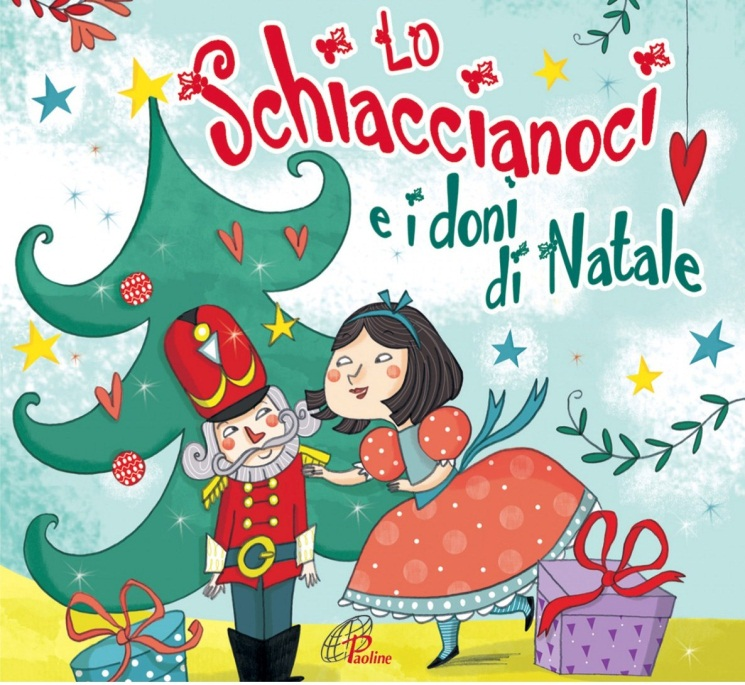 Lo
Schiaccianoci
e i doni
di Natale
Paoline